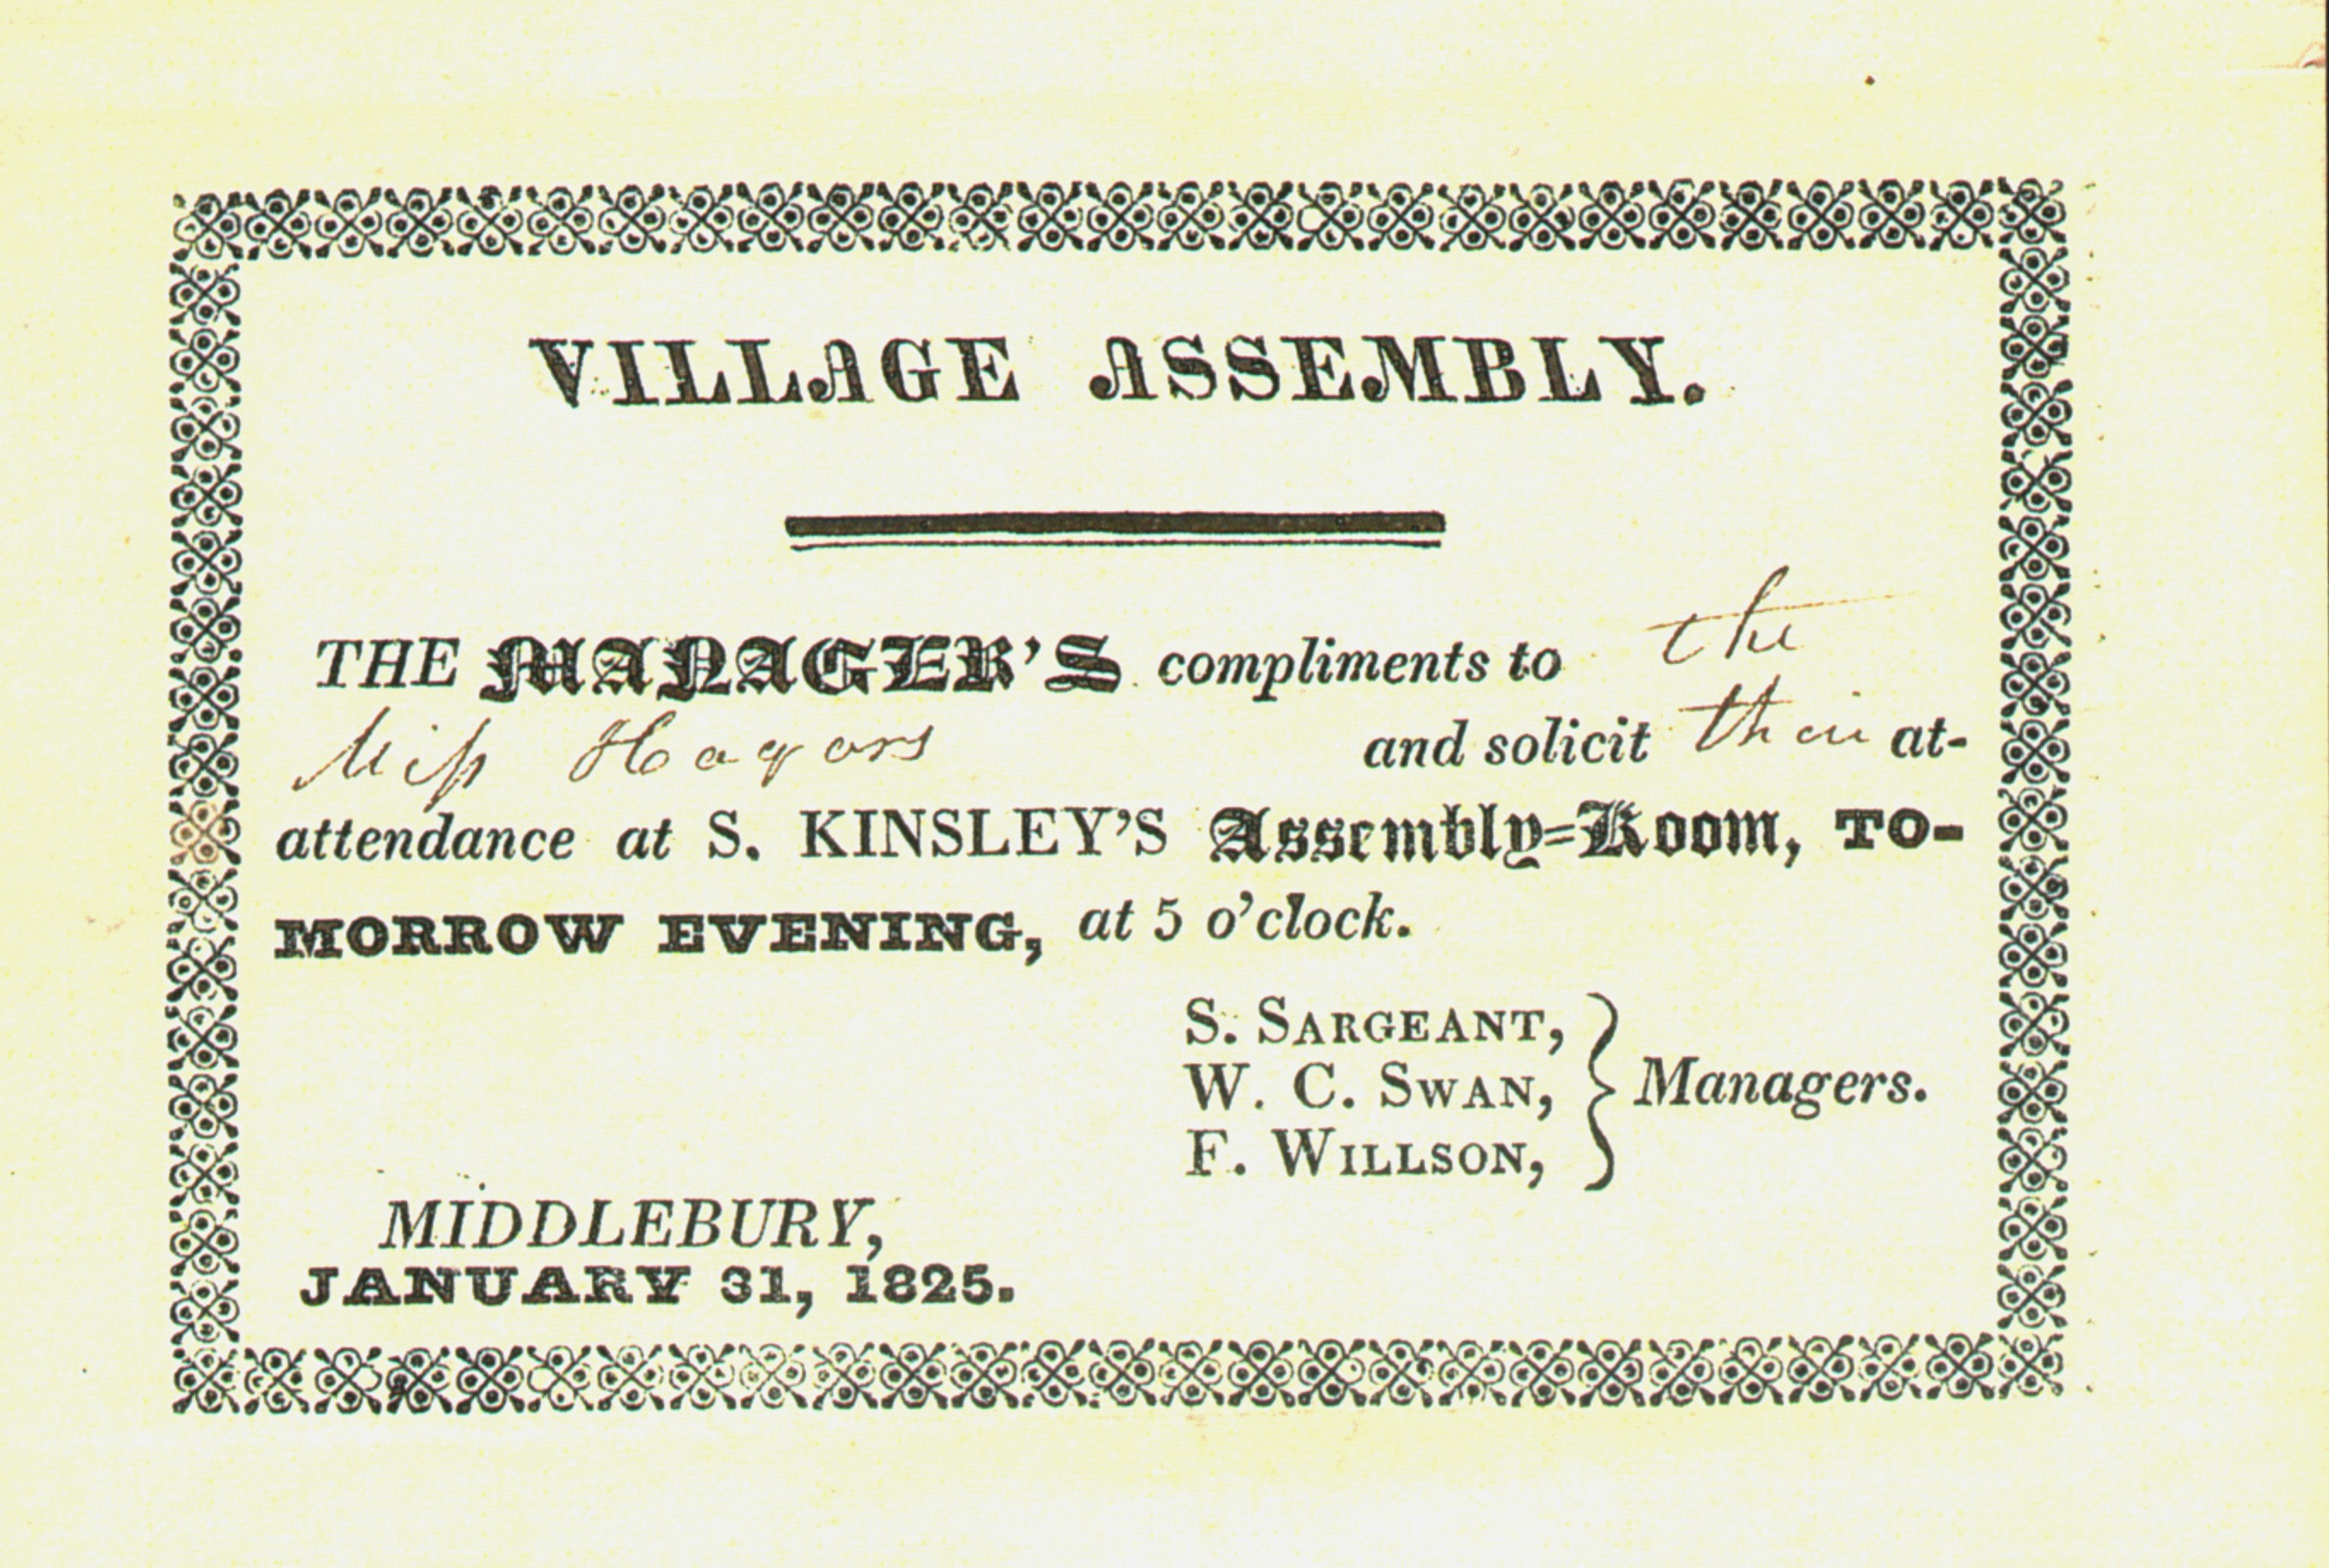 VILLAGE ASSEMBLY.
THE MANAGER'S compliments to the
Miss Hagars and solicit their at-
attendance at S. KINSLEY'S Assembly=Room, TO-
MORROW EVENING, at 5 o'clock.
S. SARGEANT,
W. C. SWAN, } Managers.
F. WILLSON,
MIDDLEBURY,
JANUARY 31, 1825.